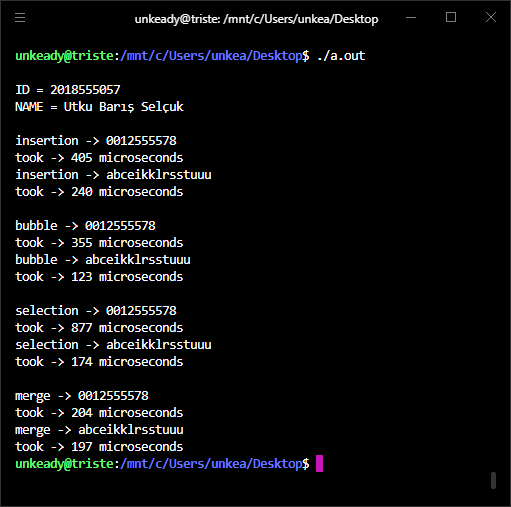 unkeady@triste: /mnt/c/Users/unkea/Desktop
unkeady@triste:/mnt/c/Users/unkea/Desktop$ ./a.out
ID = 2018555057
NAME = Utku Barış Selçuk
insertion -> 0012555578
took -> 405 microseconds
insertion -> abceikklrsstuuu
took -> 240 microseconds
bubble -> 0012555578
took -> 355 microseconds
bubble -> abceikklrsstuuu
took -> 123 microseconds
selection -> 0012555578
took -> 877 microseconds
selection -> abceikklrsstuuu
took -> 174 microseconds
merge -> 0012555578
took -> 204 microseconds
merge -> abceikklrsstuuu
took -> 197 microseconds
unkeady@triste:/mnt/c/Users/unkea/Desktop$